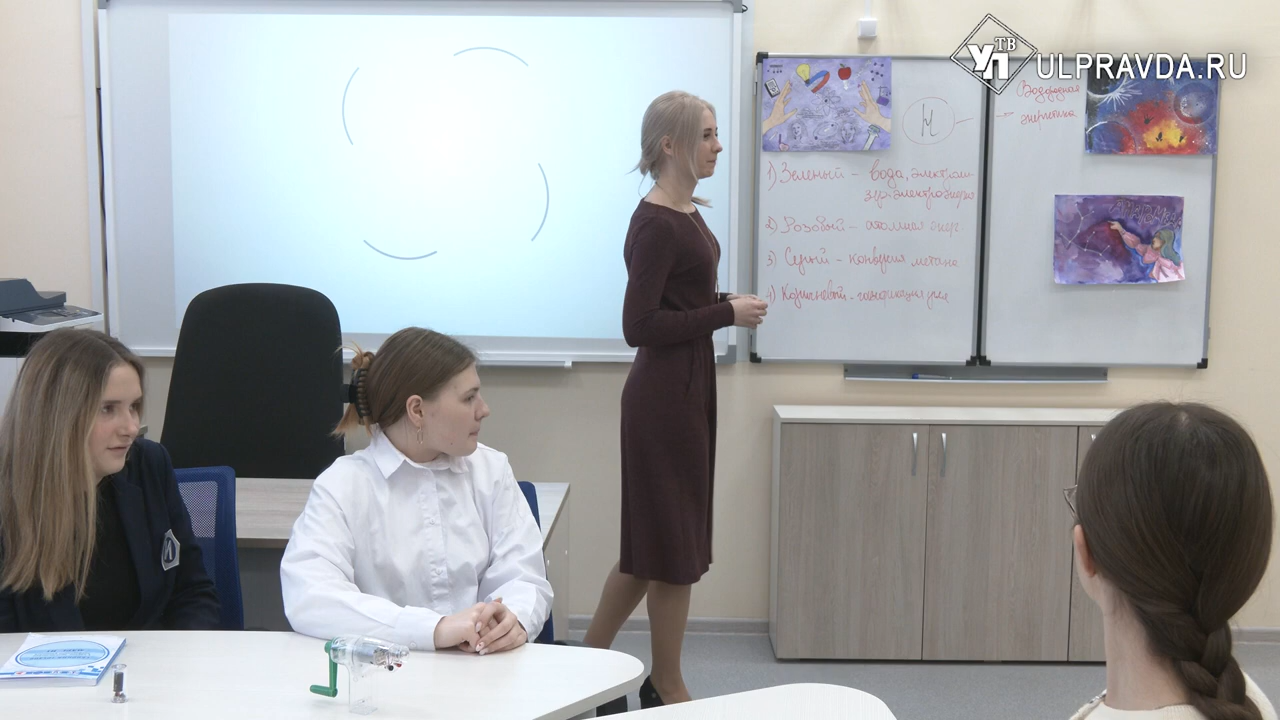 УП ТВ ULPRAVDA.RU
Н
Водородная
энергетика
1) Зеленый - вода, электроли-
2) Розовый - атомная энер.
3) Серый - конверсия метана
4) Коричневый - газификация угля